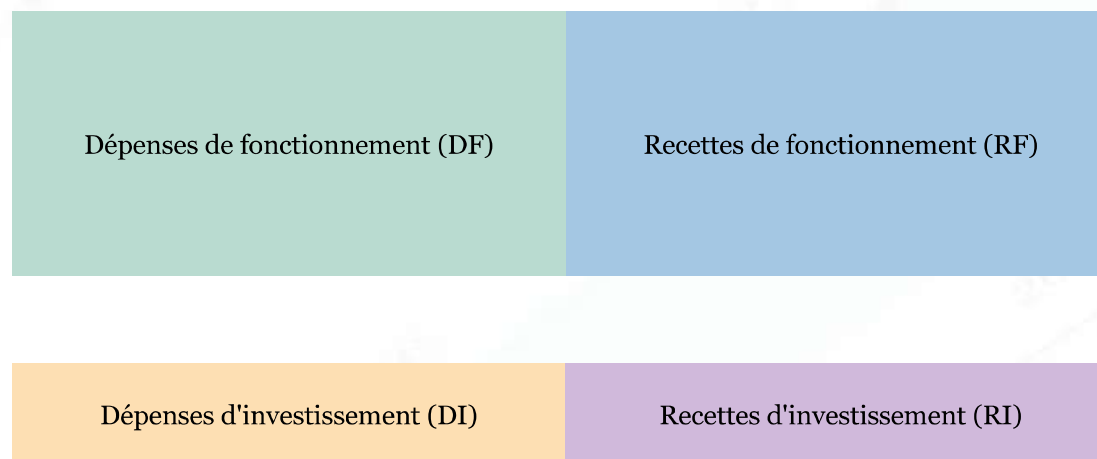 Dépenses de fonctionnement (DF)
Recettes de fonctionnement (RF)
Dépenses d'investissement (DI)
Recettes d'investissement (RI)